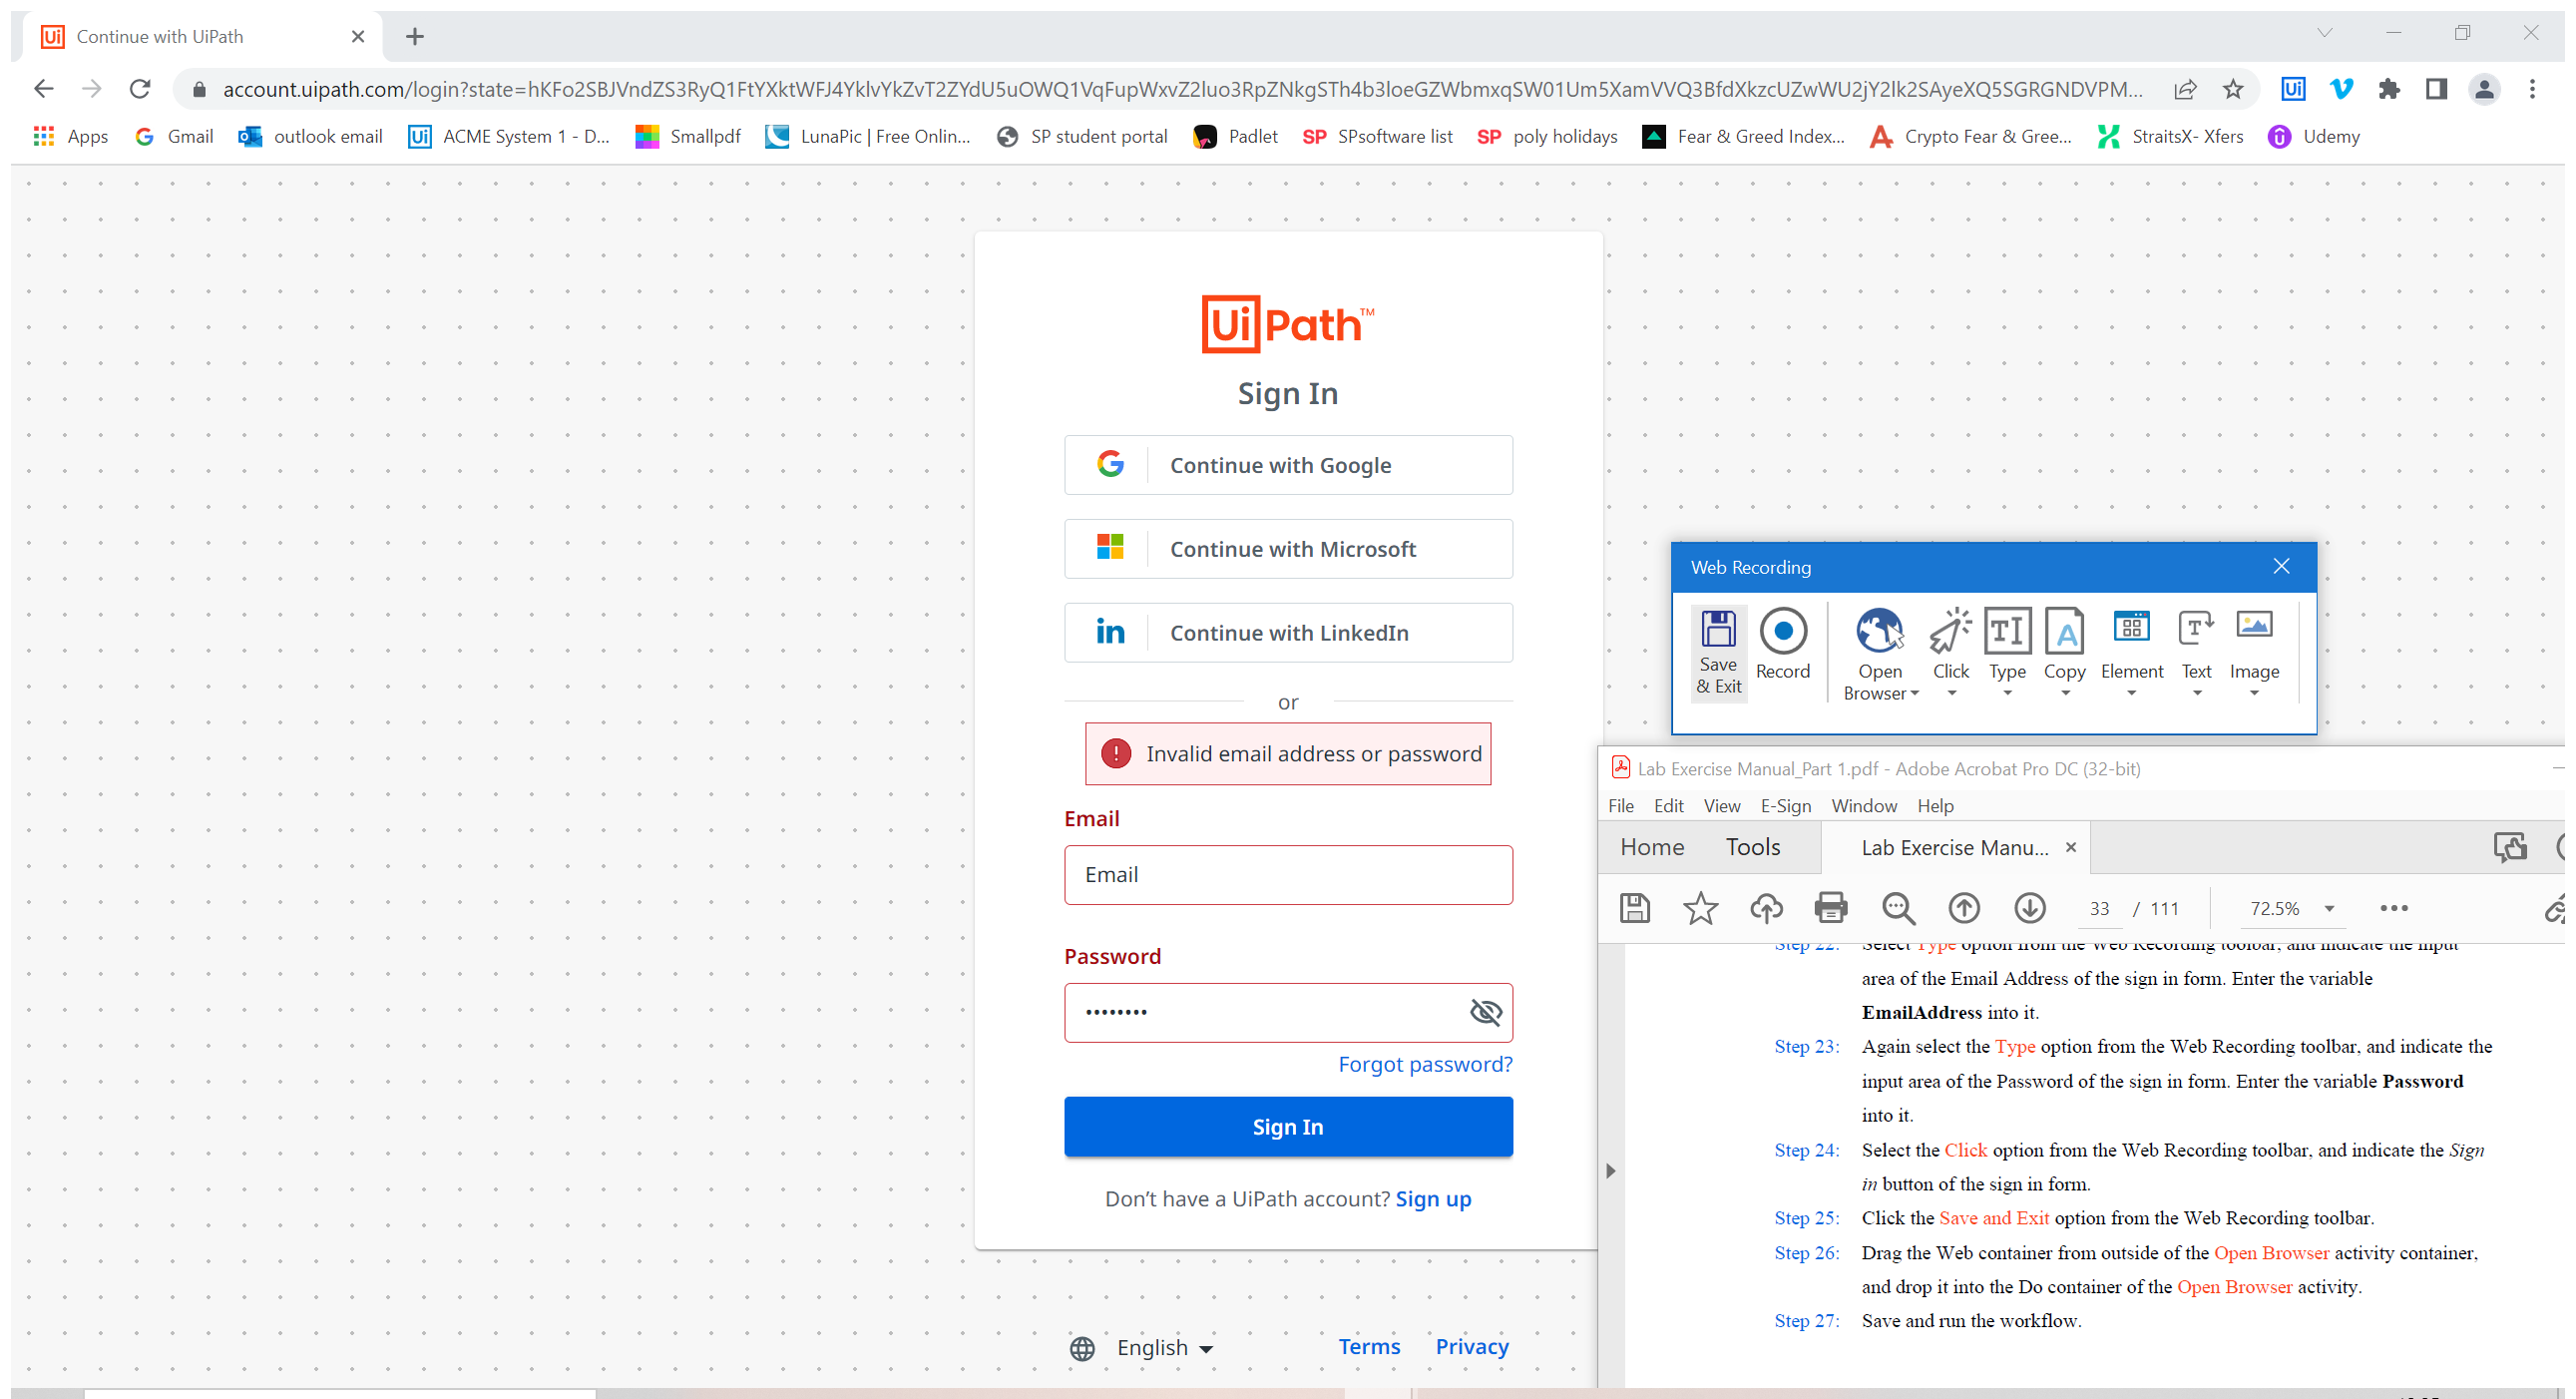 Continue with UiPath
account.uipath.com/login?state=hKFo2SBJVndZS3RyQ1FtYXktWFJ4YklvYkZvT2ZYdU5uOWQ1VqFupWxvZ2luo3RpZNkgSTh4b3loeGZWbmxqSW01Um5XamVVQ3BfdXkzcUZwWU2jY2lk2SAyeXQ5SGRGNDVPM...
Apps Gmail outlook email ACME System 1 - D... Smallpdf LunaPic | Free Onlin... SP student portal Padlet SP SPsoftware list SP poly holidays Fear & Greed Index... Crypto Fear & Gree... StraitsX- Xfers Udemy
UiPath™
Sign In
Continue with Google
Continue with Microsoft
in Continue with LinkedIn
or
Invalid email address or password
Email
Email
Password
••••••••
Forgot password?
Sign In
Don't have a UiPath account? Sign up
English Terms Privacy
Web Recording
Save & Exit
Record
Open Browser
Click
Type
Copy
Element
Text
Image
Lab Exercise Manual_Part 1.pdf - Adobe Acrobat Pro DC (32-bit)
File Edit View E-Sign Window Help
Home Tools Lab Exercise Manu...
33 / 111 72.5%
Step 22: Select Type option from the Web Recording toolbar, and indicate the input
area of the Email Address of the sign in form. Enter the variable
EmailAddress into it.
Step 23: Again select the Type option from the Web Recording toolbar, and indicate the
input area of the Password of the sign in form. Enter the variable Password
into it.
Step 24: Select the Click option from the Web Recording toolbar, and indicate the Sign
in button of the sign in form.
Step 25: Click the Save and Exit option from the Web Recording toolbar.
Step 26: Drag the Web container from outside of the Open Browser activity container,
and drop it into the Do container of the Open Browser activity.
Step 27: Save and run the workflow.